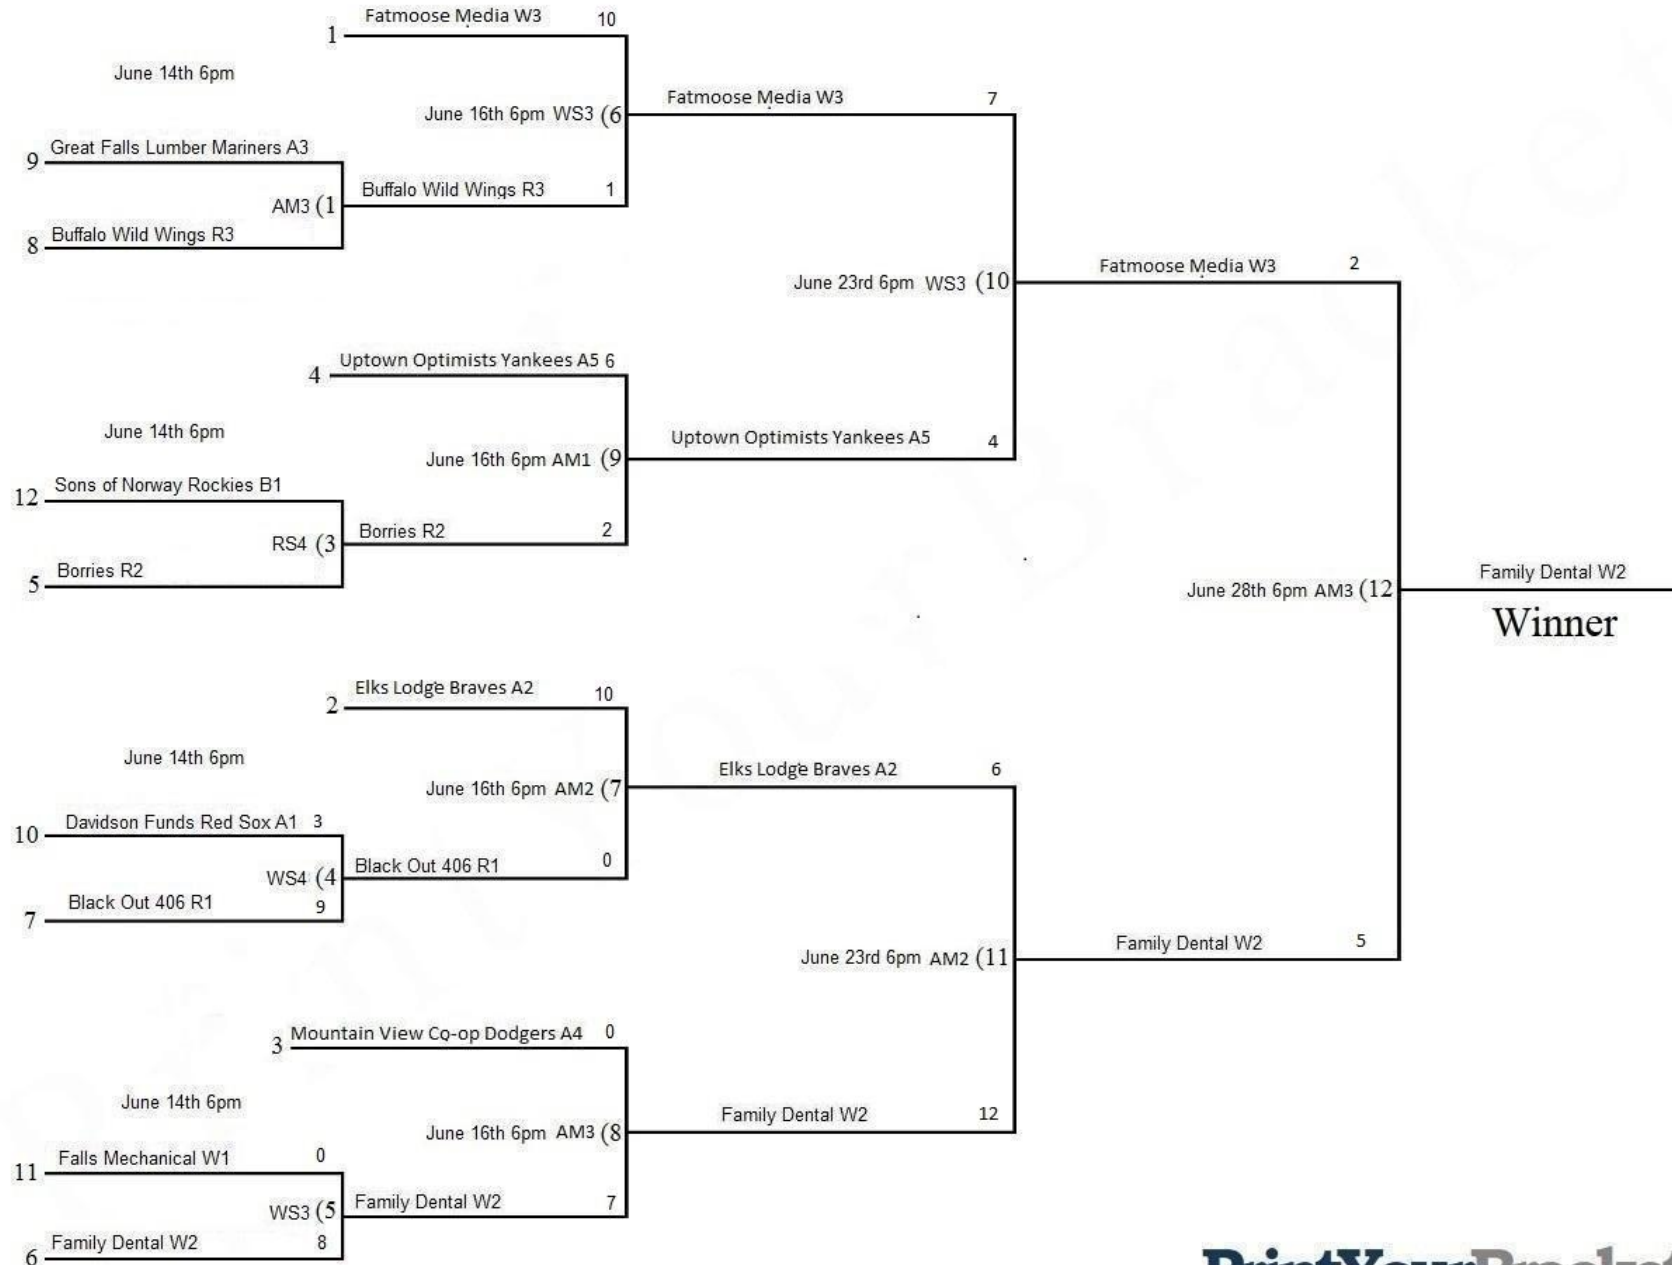 Fatmoose Media W3 10
1
June 14th 6pm
June 16th 6pm WS3 (6
Fatmoose Media W3 7
9 Great Falls Lumber Mariners A3
AM3 (1
Buffalo Wild Wings R3 1
8 Buffalo Wild Wings R3
June 23rd 6pm WS3 (10
Fatmoose Media W3 2
4 Uptown Optimists Yankees A5 6
June 14th 6pm
June 16th 6pm AM1 (9
Uptown Optimists Yankees A5 4
12 Sons of Norway Rockies B1
RS4 (3
Borries R2 2
5 Borries R2
June 28th 6pm AM3 (12
Family Dental W2
Winner
2 Elks Lodge Braves A2 10
June 14th 6pm
June 16th 6pm AM2 (7
Elks Lodge Braves A2 6
10 Davidson Funds Red Sox A1 3
WS4 (4
Black Out 406 R1 0
7 Black Out 406 R1 9
June 23rd 6pm AM2 (11
Family Dental W2 5
3 Mountain View Co-op Dodgers A4 0
June 14th 6pm
June 16th 6pm AM3 (8
Family Dental W2 12
11 Falls Mechanical W1 0
WS3 (5
Family Dental W2 7
6 Family Dental W2 8
PrintYourBracket